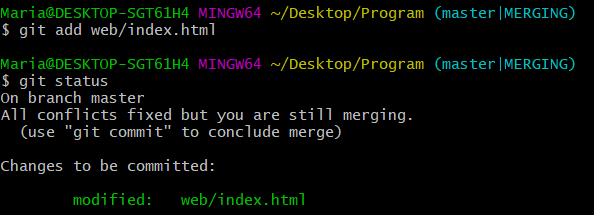 Maria@DESKTOP-SGT61H4 MINGW64 ~/Desktop/Program (master|MERGING)
$ git add web/index.html
Maria@DESKTOP-SGT61H4 MINGW64 ~/Desktop/Program (master|MERGING)
$ git status
On branch master
All conflicts fixed but you are still merging.
  (use "git commit" to conclude merge)
Changes to be committed:
        modified:   web/index.html